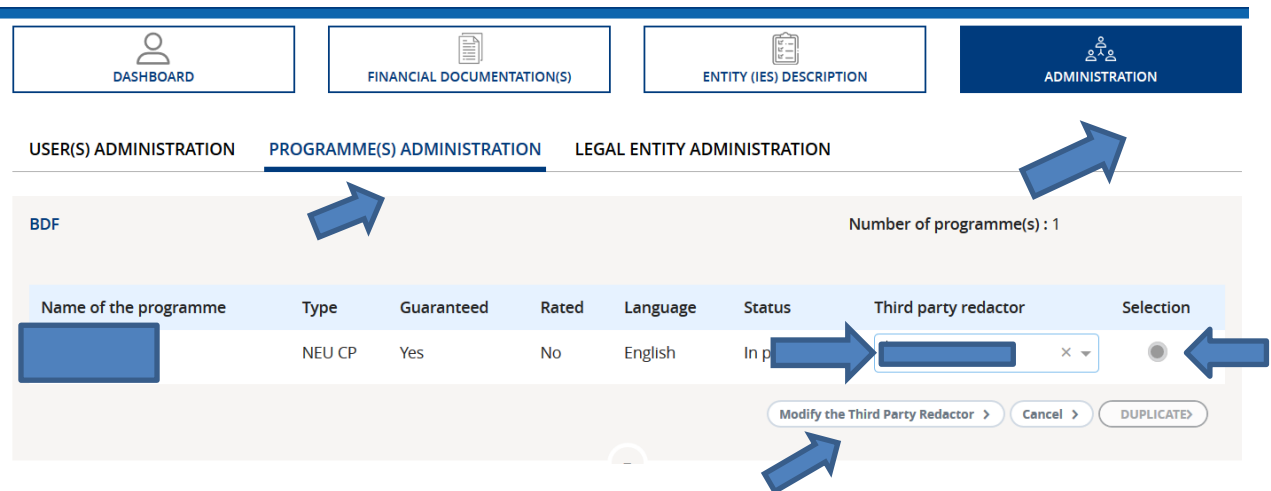 DASHBOARD FINANCIAL DOCUMENTATION(S) ENTITY (IES) DESCRIPTION ADMINISTRATION
USER(S) ADMINISTRATION PROGRAMME(S) ADMINISTRATION LEGAL ENTITY ADMINISTRATION
BDF Number of programme(s) : 1
Name of the programme Type Guaranteed Rated Language Status Third party redactor Selection
NEU CP Yes No English In
Modify the Third Party Redactor > Cancel > DUPLICATE>